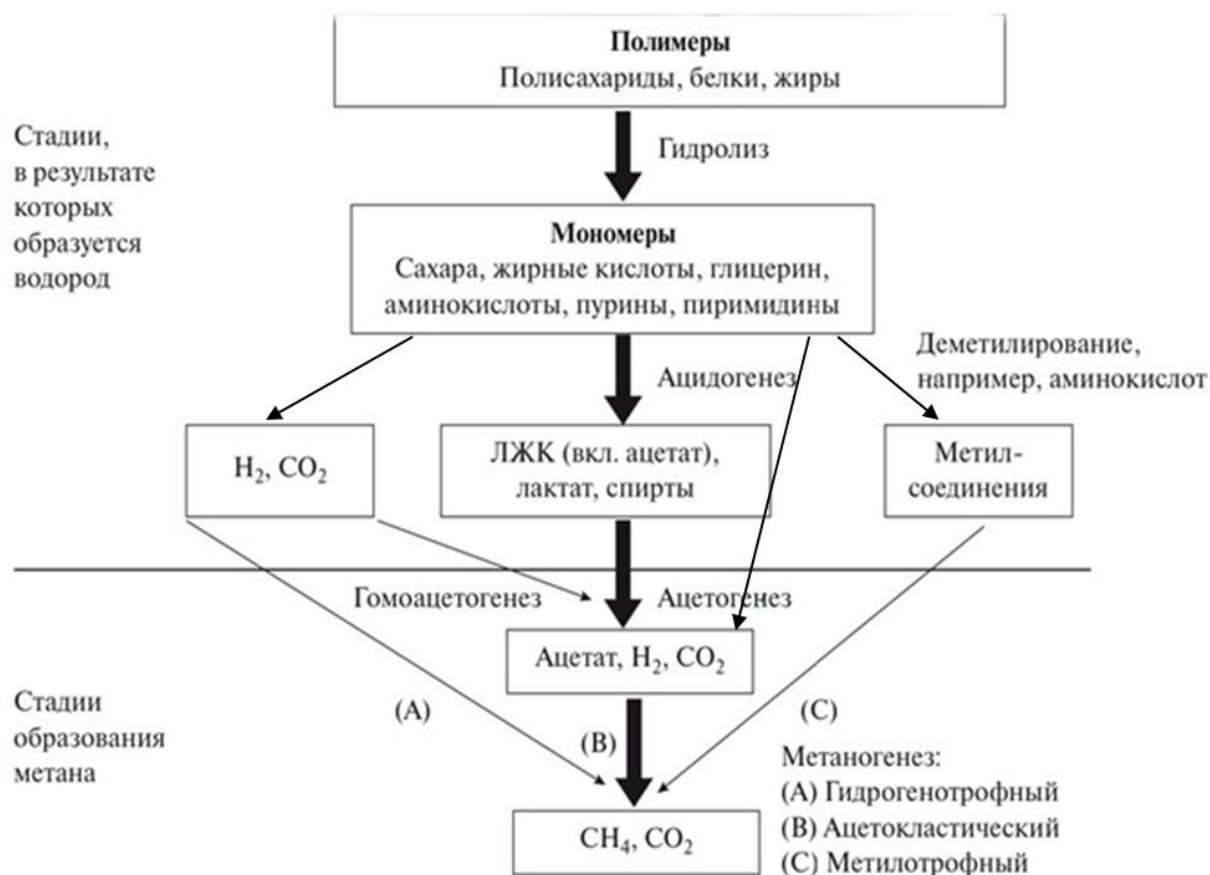 Полимеры
Полисахариды, белки, жиры
Стадии,
в результате
которых
образуется
водород
Гидролиз
Мономеры
Сахара, жирные кислоты, глицерин,
аминокислоты, пурины, пиримидины
Ацидогенез
Деметилирование,
например, аминокислот
H₂, CO₂
ЛЖК (вкл. ацетат),
лактат, спирты
Метил-
соединения
Гомоацетогенез
Ацетогенез
Ацетат, H₂, CO₂
Стадии
образования
метана
(A)
(B)
(C)
Метаногенез:
(A) Гидрогенотрофный
(B) Ацетокластический
(C) Метилотрофный
CH₄, CO₂